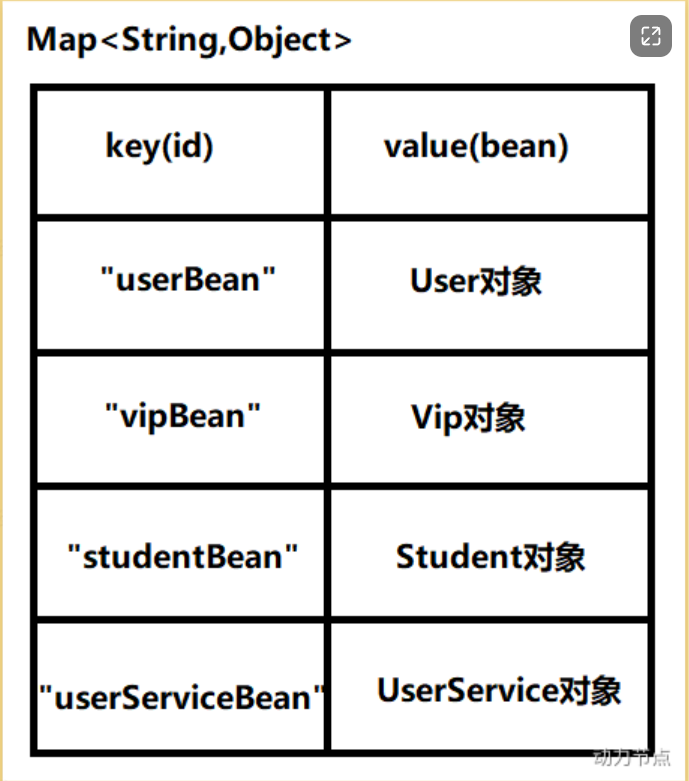 Map<String,Object>
key(id) value(bean)
"userBean" User对象
"vipBean" Vip对象
"studentBean" Student对象
"userServiceBean" UserService对象
动力节点